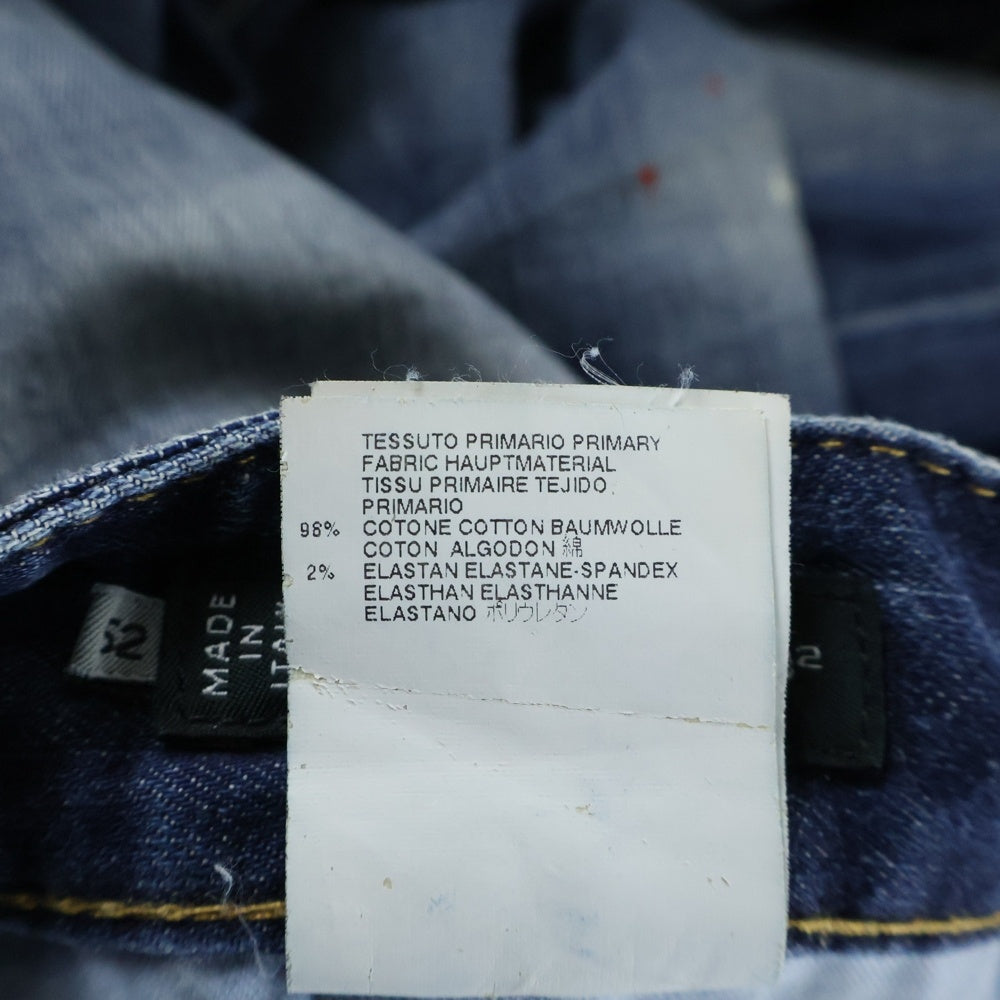 TESSUTO PRIMARIO PRIMARY
FABRIC HAUPTMATERIAL
TISSU PRIMAIRE TEJIDO
PRIMARIO
98% COTONE COTTON BAUMWOLLE
COTON ALGODON 綿
2% ELASTAN ELASTANE-SPANDEX
ELASTHAN ELASTHANNE
ELASTANO ポリウレタン
MADE
IN